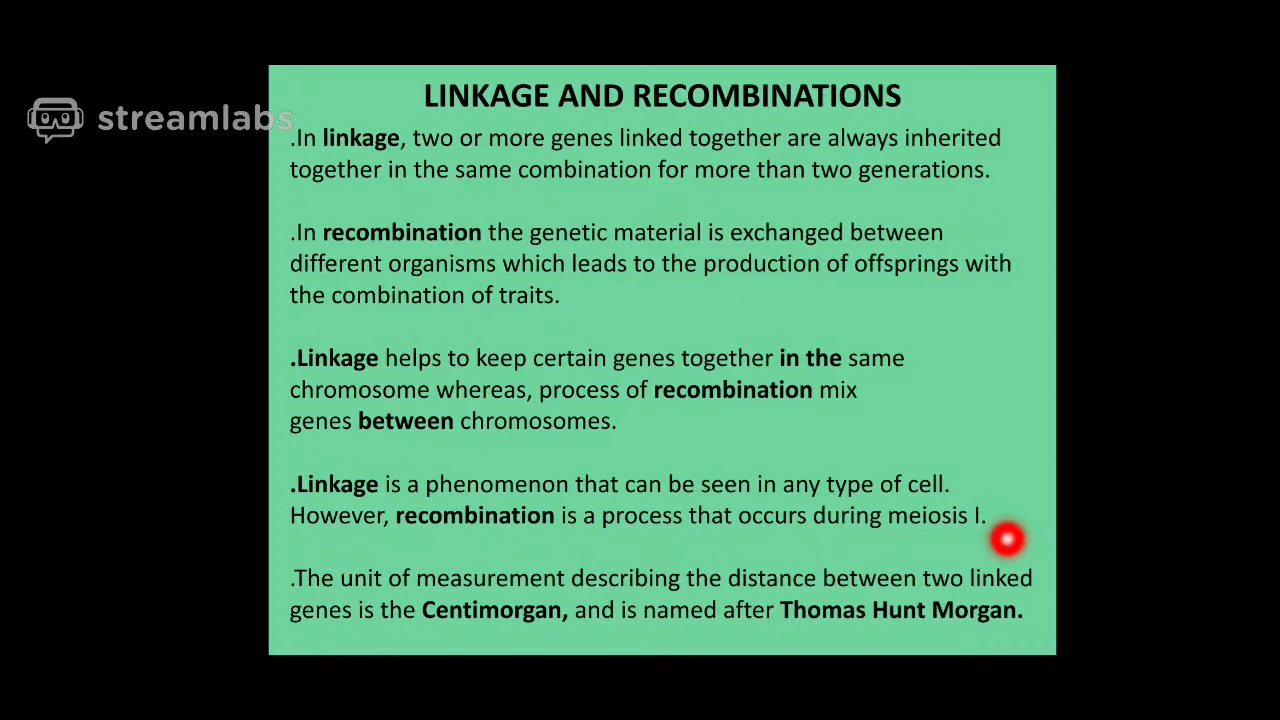 LINKAGE AND RECOMBINATIONS
streamlabs
.In linkage, two or more genes linked together are always inherited
together in the same combination for more than two generations.
.In recombination the genetic material is exchanged between
different organisms which leads to the production of offsprings with
the combination of traits.
.Linkage helps to keep certain genes together in the same
chromosome whereas, process of recombination mix
genes between chromosomes.
.Linkage is a phenomenon that can be seen in any type of cell.
However, recombination is a process that occurs during meiosis I.
.The unit of measurement describing the distance between two linked
genes is the Centimorgan, and is named after Thomas Hunt Morgan.